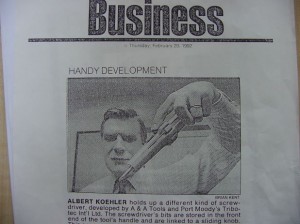 Business
Thursday, February
HANDY DEVELOPMENT
BRIAN KENT
ALBERT KOEHLER holds up a different kind of screw-
driver, developed by A & A Tools and Port Moody's Tribo-
tec Int'l Ltd. The screwdriver's bits are stored in the front
end of the tool's handle and are linked to a sliding knob.